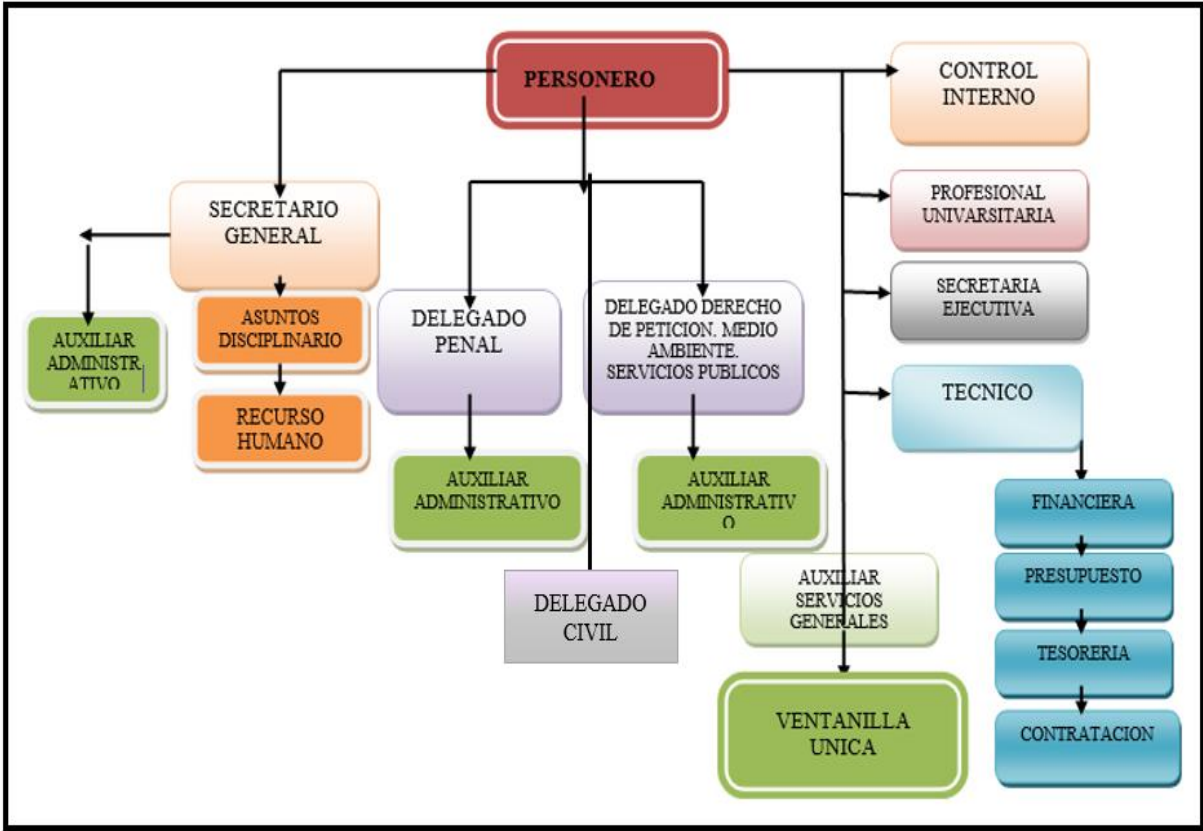 PERSONERO
CONTROL
INTERNO
SECRETARIO
GENERAL
PROFESIONAL
UNIVARSITARIA
SECRETARIA
EJECUTIVA
AUXILIAR
ADMINISTR
ATIVO
ASUNTOS
DISCIPLINARIO
RECURSO
HUMANO
DELEGADO
PENAL
DELEGADO DERECHO
DE PETICION. MEDIO
AMBIENTE.
SERVICIOS PUBLICOS
TECNICO
AUXILIAR
ADMINISTRATIVO
AUXILIAR
ADMINISTRATIV
O
FINANCIERA
PRESUPUESTO
TESORERIA
CONTRATACION
DELEGADO
CIVIL
AUXILIAR
SERVICIOS
GENERALES
VENTANILLA
UNICA